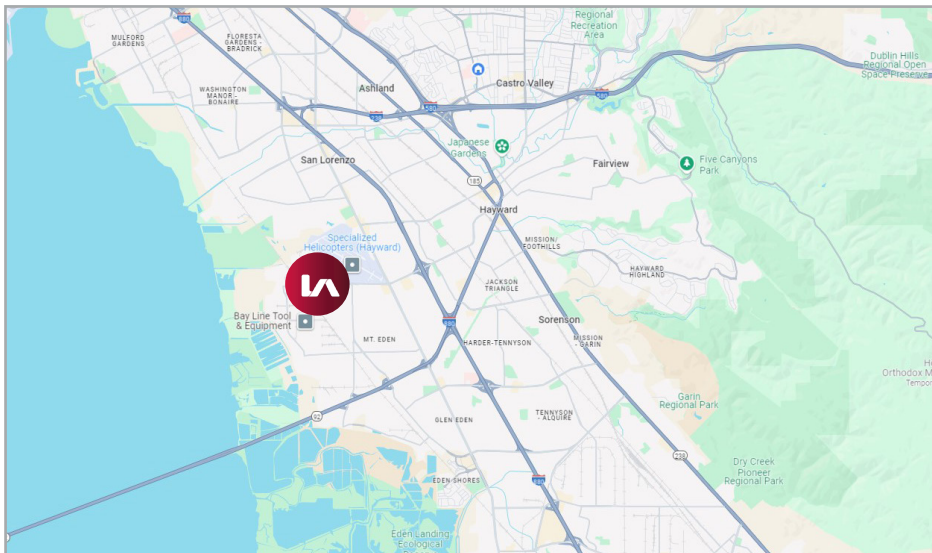 880
MULFORD
GARDENS
FLORESTA
GARDENS -
BRADRICK
Regional
Recreation
Area
Dublin Hills
Regional Open
Space Preserve
WASHINGTON
MANOR -
BONAIRE
Ashland
Castro Valley
580
580
238
Japanese
Gardens
San Lorenzo
Fairview
Five Canyons
Park
185
Hayward
Specialized
Helicopters (Hayward)
MISSION/
FOOTHILLS
HAYWARD
HIGHLAND
JACKSON
TRIANGLE
LA
Bay Line Tool
& Equipment
880
Sorenson
MT. EDEN
HARDER-TENNYSON
MISSION
- GARIN
Orthodox M
Tempor
Garin
Regional Park
92
GLEN EDEN
TENNYSON
- ALQUIRE
238
Dry Creek
Pioneer
Regional Park
EDEN SHORES
880
Eden Landing
Ecological